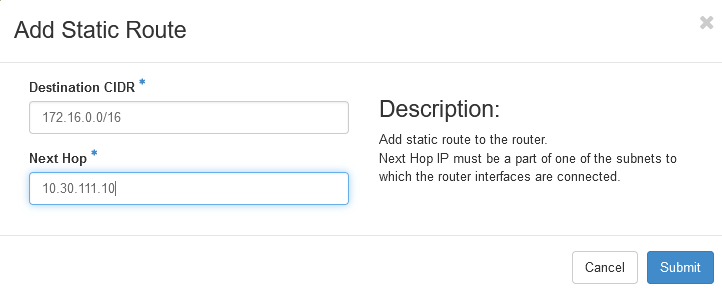 Add Static Route
×
Destination CIDR *
172.16.0.0/16
Next Hop *
10.30.111.10
Description:
Add static route to the router.
Next Hop IP must be a part of one of the subnets to
which the router interfaces are connected.
Cancel
Submit